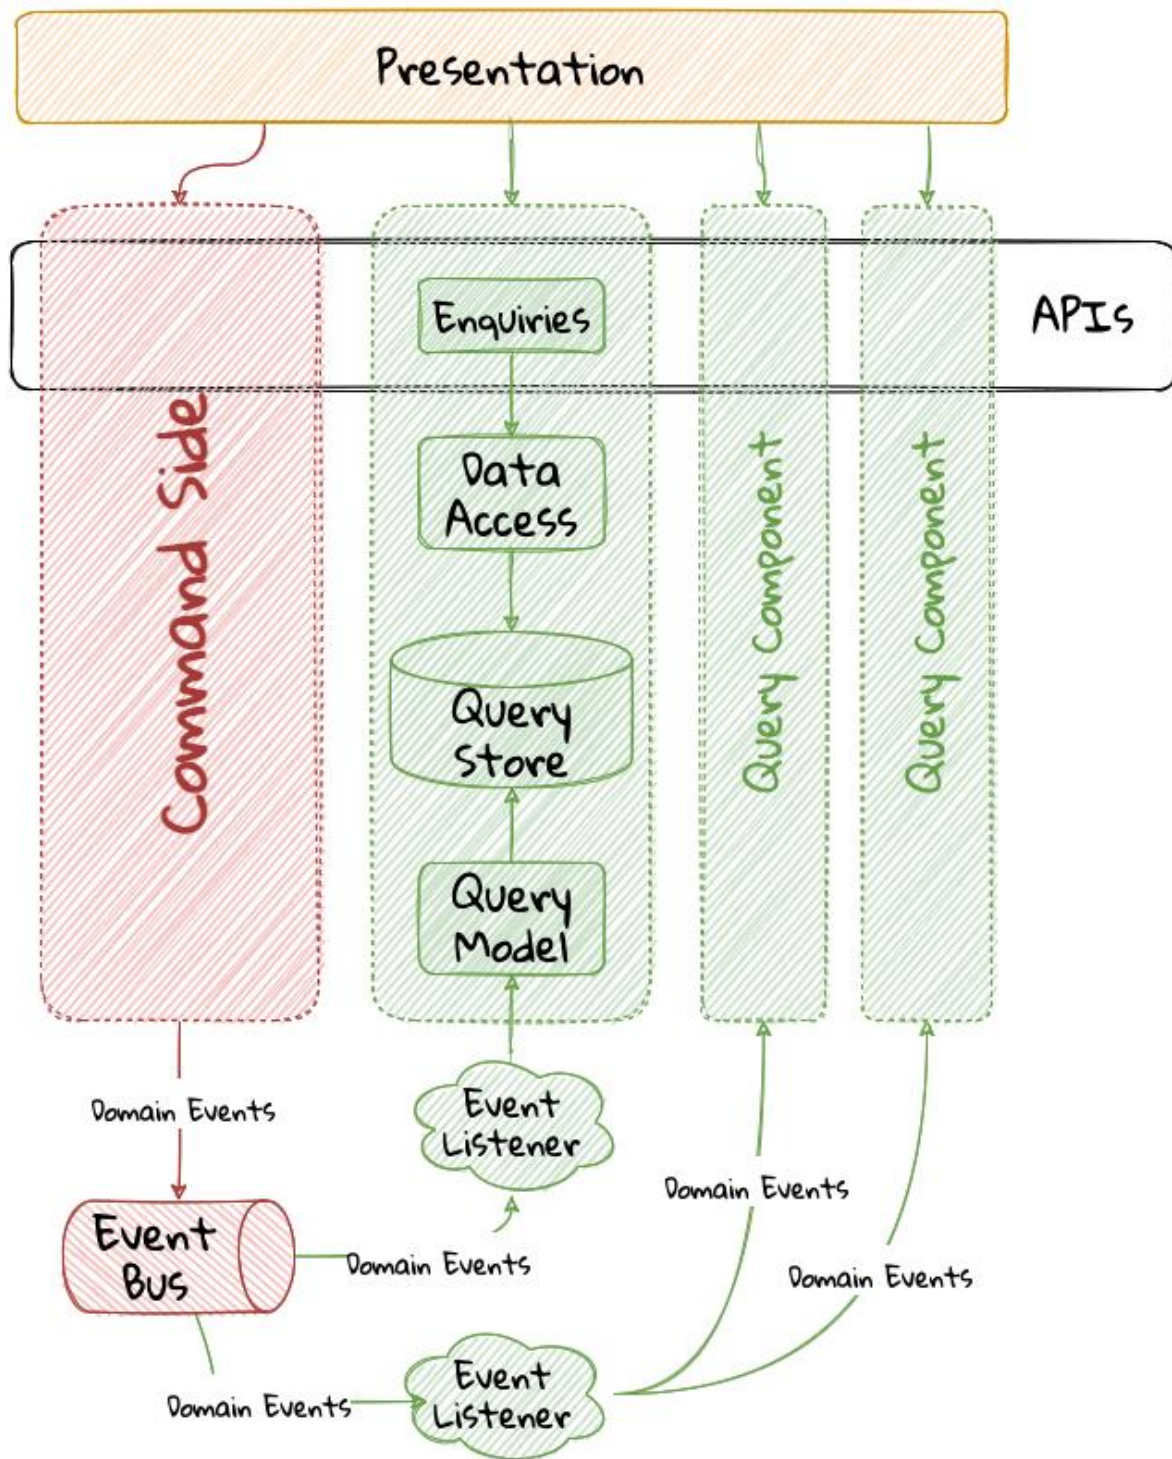 Presentation
APIs
Enquiries
Command Side
Data
Access
Query Component
Query Component
Query
Store
Query
Model
Event
Listener
Domain Events
Domain Events
Event
Bus
Domain Events
Domain Events
Event
Listener
Domain Events